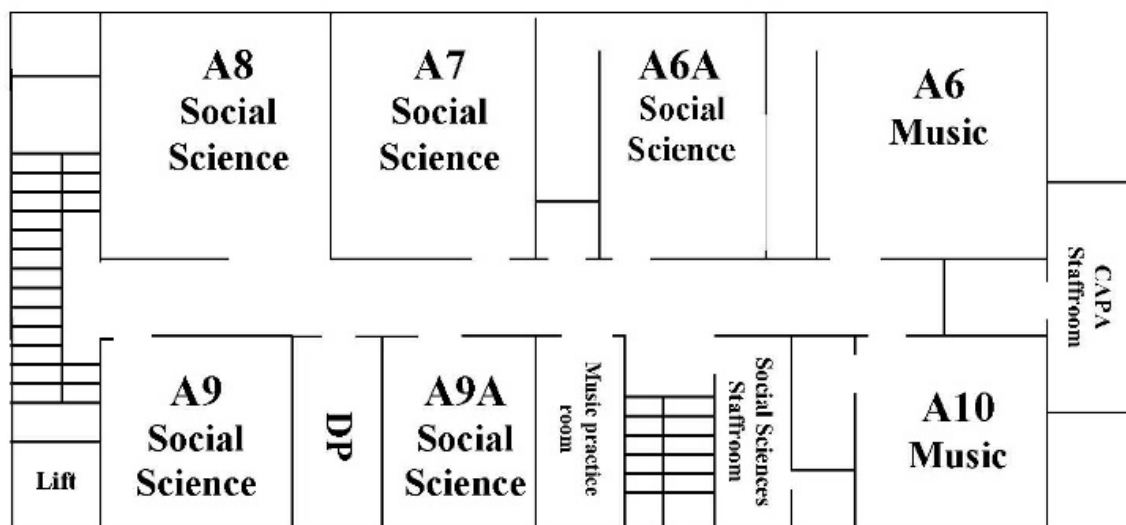 A8
Social
Science
A7
Social
Science
A6A
Social
Science
A6
Music
CAPA
Staffroom
A9
Social
Science
DP
A9A
Social
Science
Music practice
room
Social Sciences
Staffroom
A10
Music
Lift